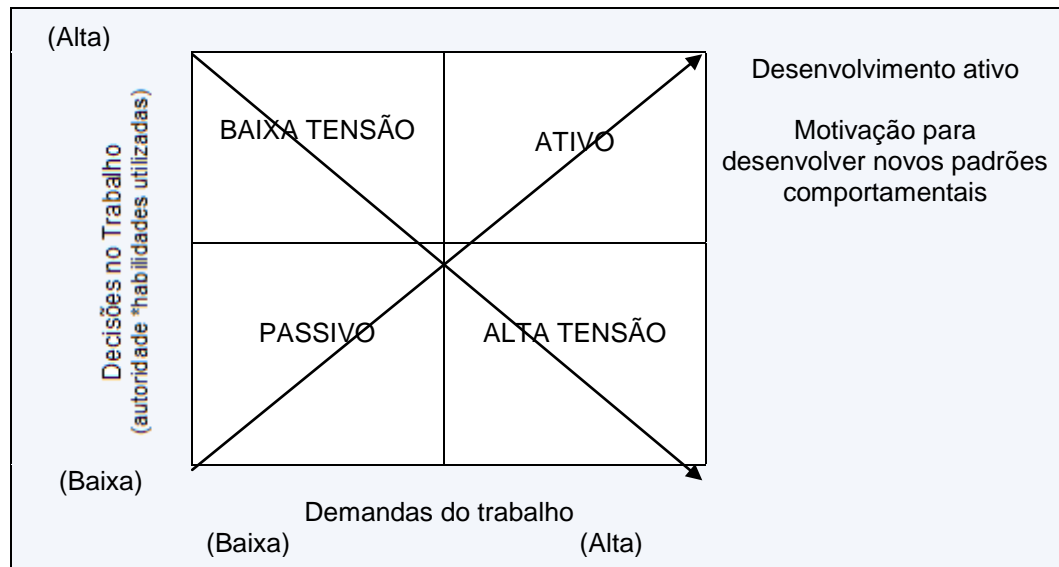 (Alta)
Decisões no Trabalho
(autoridade *habilidades utilizadas)
BAIXA TENSÃO
ATIVO
Desenvolvimento ativo
Motivação para
desenvolver novos padrões
comportamentais
PASSIVO
ALTA TENSÃO
(Baixa)
Demandas do trabalho
(Baixa) (Alta)